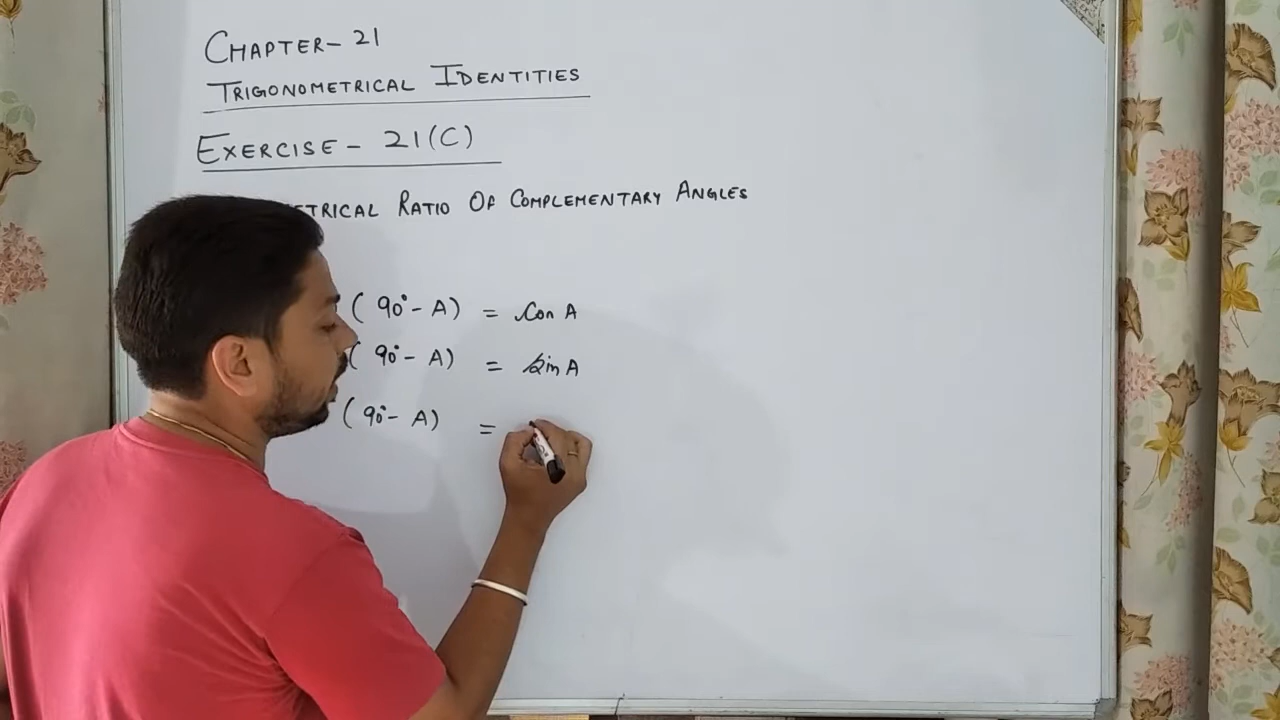 CHAPTER- 21
TRIGONOMETRICAL IDENTITIES
EXERCISE - 21(C)
ETRICAL RATIO OF COMPLEMENTARY ANGLES
( 90° - A) = Cos A
( 90° - A) = Sin A
( 90° - A) =